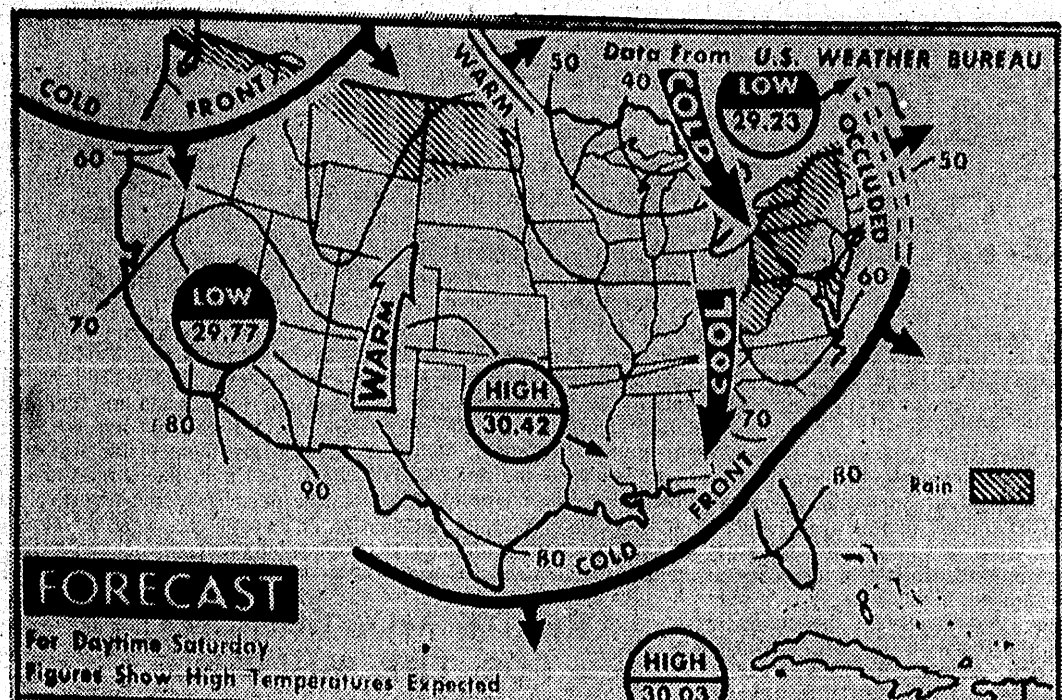 Data From U.S. WEATHER BUREAU
COLD FRONT
WARM
50
40
COLD
LOW
29.23
OCCLUDED
50
60
60
70
LOW
29.77
WARM
COOL
HIGH
30.42
70
80
90
80
80
COLD FRONT
Rain
FORECAST
For Daytime Saturday
Figures Show High Temperatures Expected
HIGH
30.03